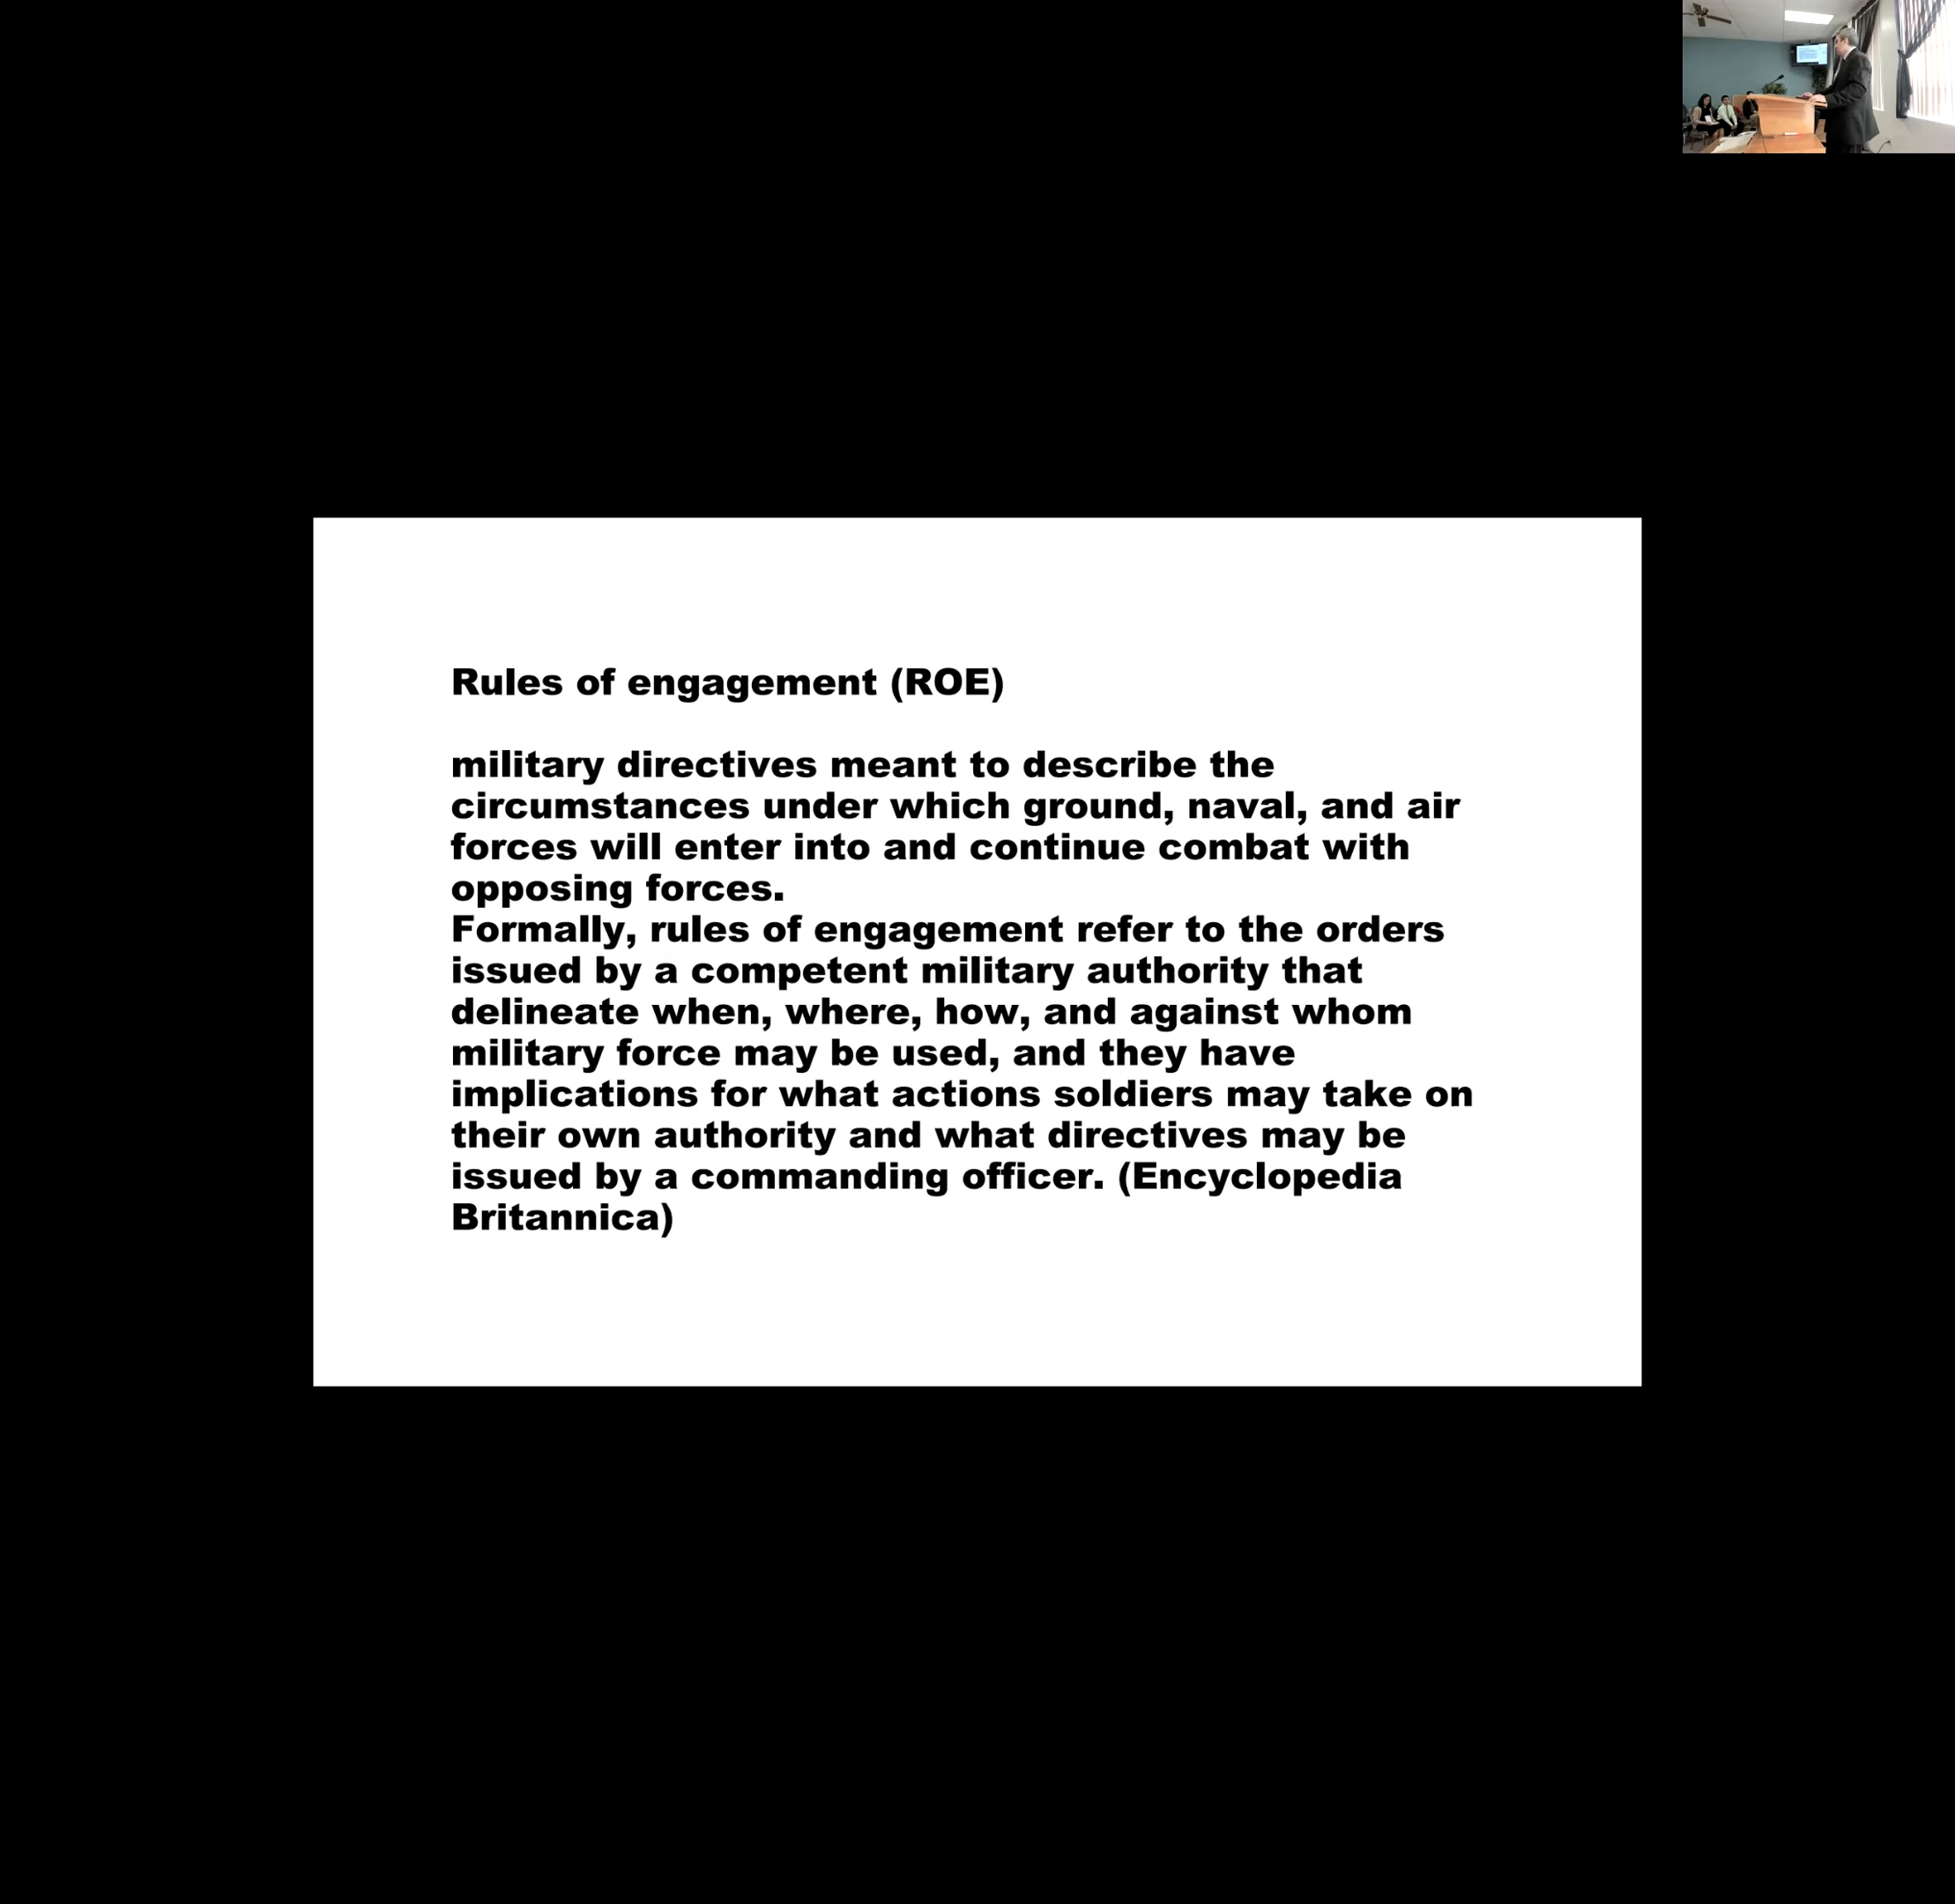 Rules of engagement (ROE)
military directives meant to describe the
circumstances under which ground, naval, and air
forces will enter into and continue combat with
opposing forces.
Formally, rules of engagement refer to the orders
issued by a competent military authority that
delineate when, where, how, and against whom
military force may be used, and they have
implications for what actions soldiers may take on
their own authority and what directives may be
issued by a commanding officer. (Encyclopedia
Britannica)